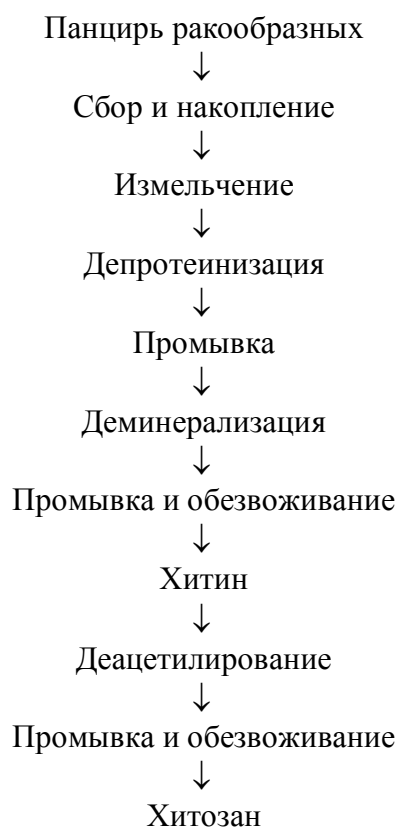 Панцирь ракообразных
↓
Сбор и накопление
↓
Измельчение
↓
Депротеинизация
↓
Промывка
↓
Деминерализация
↓
Промывка и обезвоживание
↓
Хитин
↓
Деацетилирование
↓
Промывка и обезвоживание
↓
Хитозан